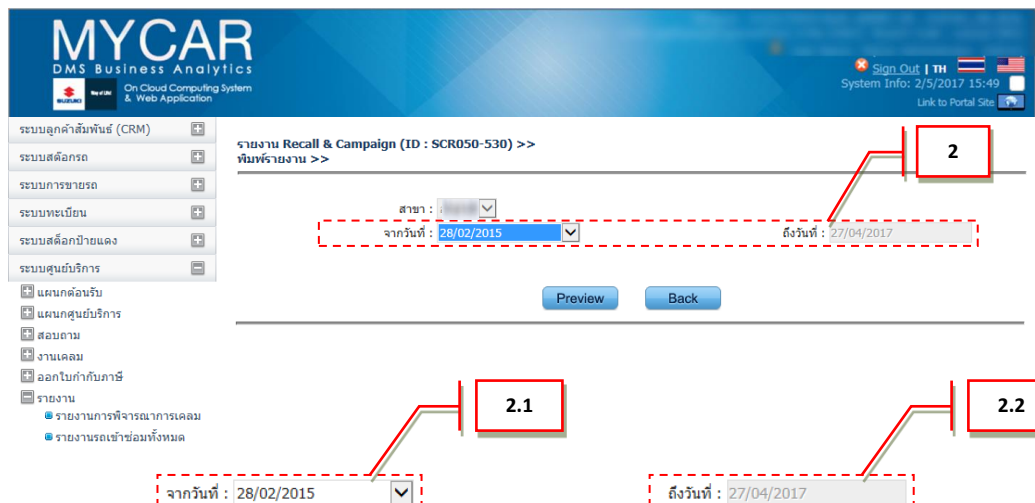 MYCAR
DMS Business Analytics
SUZUKI Way of Life! On Cloud Computing System
& Web Application
Sign Out | TH
System Info: 2/5/2017 15:49
Link to Portal Site
ระบบลูกค้าสัมพันธ์ (CRM)
ระบบสต๊อกรถ
ระบบการขายรถ
ระบบทะเบียน
ระบบสต็อกป้ายแดง
ระบบศูนย์บริการ
แผนกต้อนรับ
แผนกศูนย์บริการ
สอบถาม
งานเคลม
ออกใบกำกับภาษี
รายงาน
รายงานการพิจารณาการเคลม
รายงานรถเข้าซ่อมทั้งหมด
รายงาน Recall & Campaign (ID : SCR050-530) >>
พิมพ์รายงาน >>
2
สาขา :
จากวันที่ : 28/02/2015 ถึงวันที่ : 27/04/2017
Preview Back
2.1 2.2
จากวันที่ : 28/02/2015 ถึงวันที่ : 27/04/2017